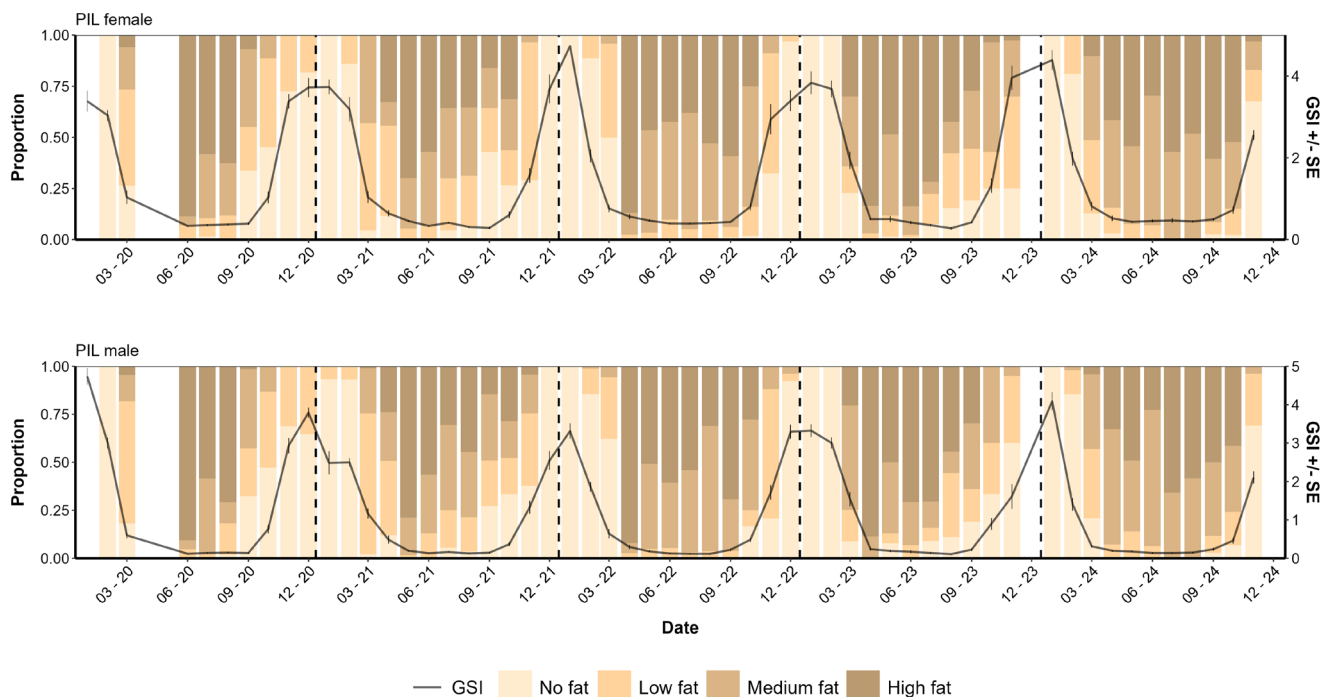 PIL female
1.00
0.75
0.50
0.25
0.00
Proportion
4
2
0
GSI +/- SE
03 - 20
06 - 20
09 - 20
12 - 20
03 - 21
06 - 21
09 - 21
12 - 21
03 - 22
06 - 22
09 - 22
12 - 22
03 - 23
06 - 23
09 - 23
12 - 23
03 - 24
06 - 24
09 - 24
12 - 24
PIL male
1.00
0.75
0.50
0.25
0.00
Proportion
5
4
3
2
1
0
GSI +/- SE
03 - 20
06 - 20
09 - 20
12 - 20
03 - 21
06 - 21
09 - 21
12 - 21
03 - 22
06 - 22
09 - 22
12 - 22
03 - 23
06 - 23
09 - 23
12 - 23
03 - 24
06 - 24
09 - 24
12 - 24
Date
GSI No fat Low fat Medium fat High fat